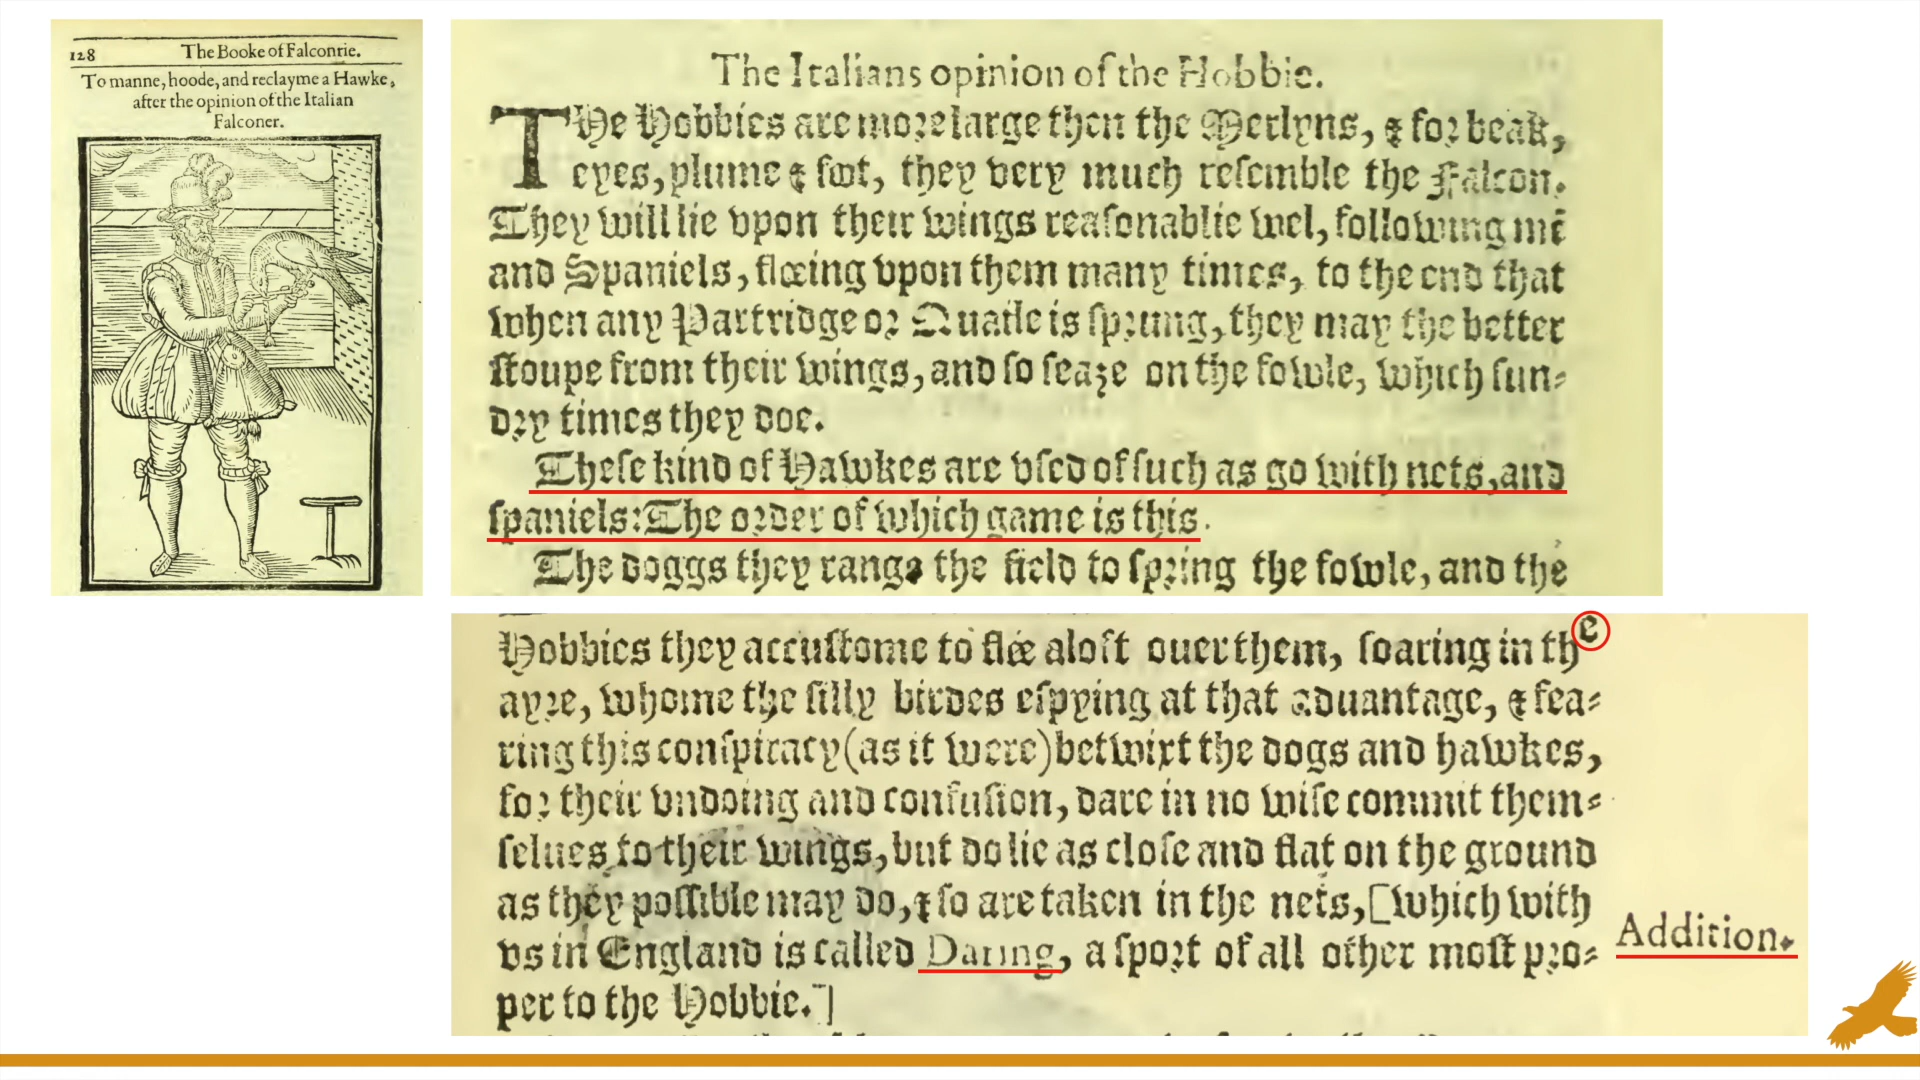 128 The Booke of Falconrie.
To manne, hoode, and reclayme a Hawke,
after the opinion of the Italian
Falconer.
The Italians opinion of the Hobbie.
THe Hobbies are more large then the Merlyns, & for beak,
eyes, plume & foot, they very much reſemble the Falcon.
They will lie vpon their wings reaſonablie wel, following mẽ
and Spaniels, fleeing vpon them many times, to the end that
when any Partridge or Quaile is ſprung, they may the better
ſtoupe from their wings, and ſo ſeaze on the fowle, which ſun-
dry times they doe.
Theſe kind of Hawkes are vſed of ſuch as go with nets, and
ſpaniels: The order of which game is this.
The doggs they range the field to ſpring the fowle, and the
Hobbies they accuſtome to flee aloft ouer them, ſoaring in the
ayre, whome the ſilly birdes eſpying at that aduantage, & fea-
ring this conſpiracy (as it were) betwixt the dogs and hawkes,
for their vndoing and confuſion, dare in no wiſe commit them-
ſelues to their wings, but do lie as cloſe and flat on the ground
as they poſſible may do, & ſo are taken in the nets, [which with
vs in England is called Daring, a ſport of all other moſt pro-
per to the Hobbie.]
Addition.